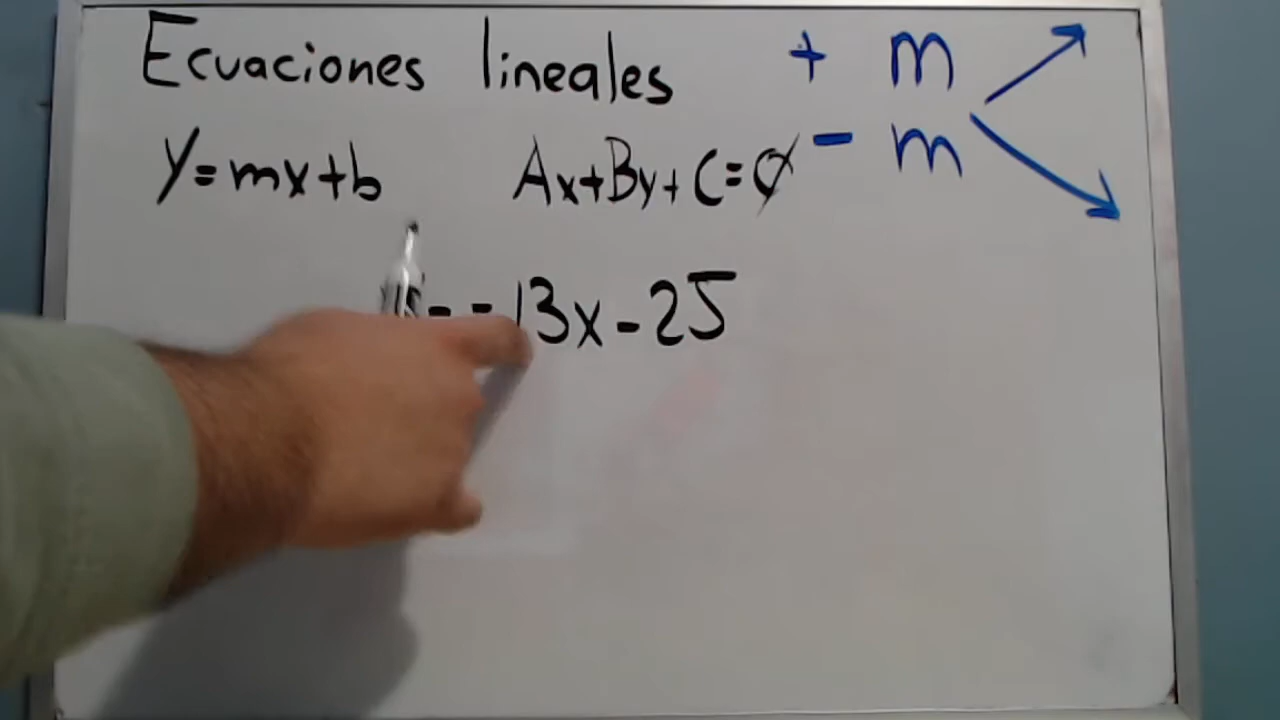 Ecuaciones lineales + m
- m
y=mx+b Ax+By+C=0
= -13x-25